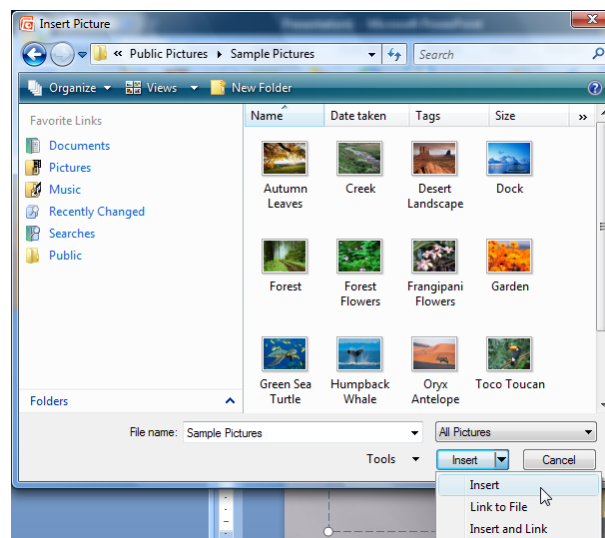 Insert Picture
« Public Pictures ▸ Sample Pictures
Search
Organize Views New Folder
Favorite Links
Documents
Pictures
Music
Recently Changed
Searches
Public
Folders
Name Date taken Tags Size »
Autumn Leaves
Creek
Desert Landscape
Dock
Forest
Forest Flowers
Frangipani Flowers
Garden
Green Sea Turtle
Humpback Whale
Oryx Antelope
Toco Toucan
File name: Sample Pictures All Pictures
Tools Insert Cancel
Insert
Link to File
Insert and Link